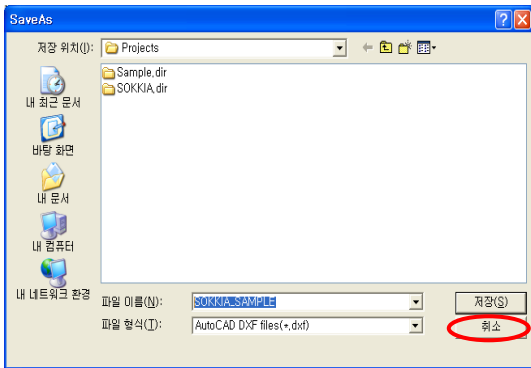 SaveAs
저장 위치(I): Projects
Sample.dir
SOKKIA.dir
내 최근 문서
바탕 화면
내 문서
내 컴퓨터
내 네트워크 환경
파일 이름(N): SOKKIA_SAMPLE 저장(S)
파일 형식(T): AutoCAD DXF files(*.dxf) 취소